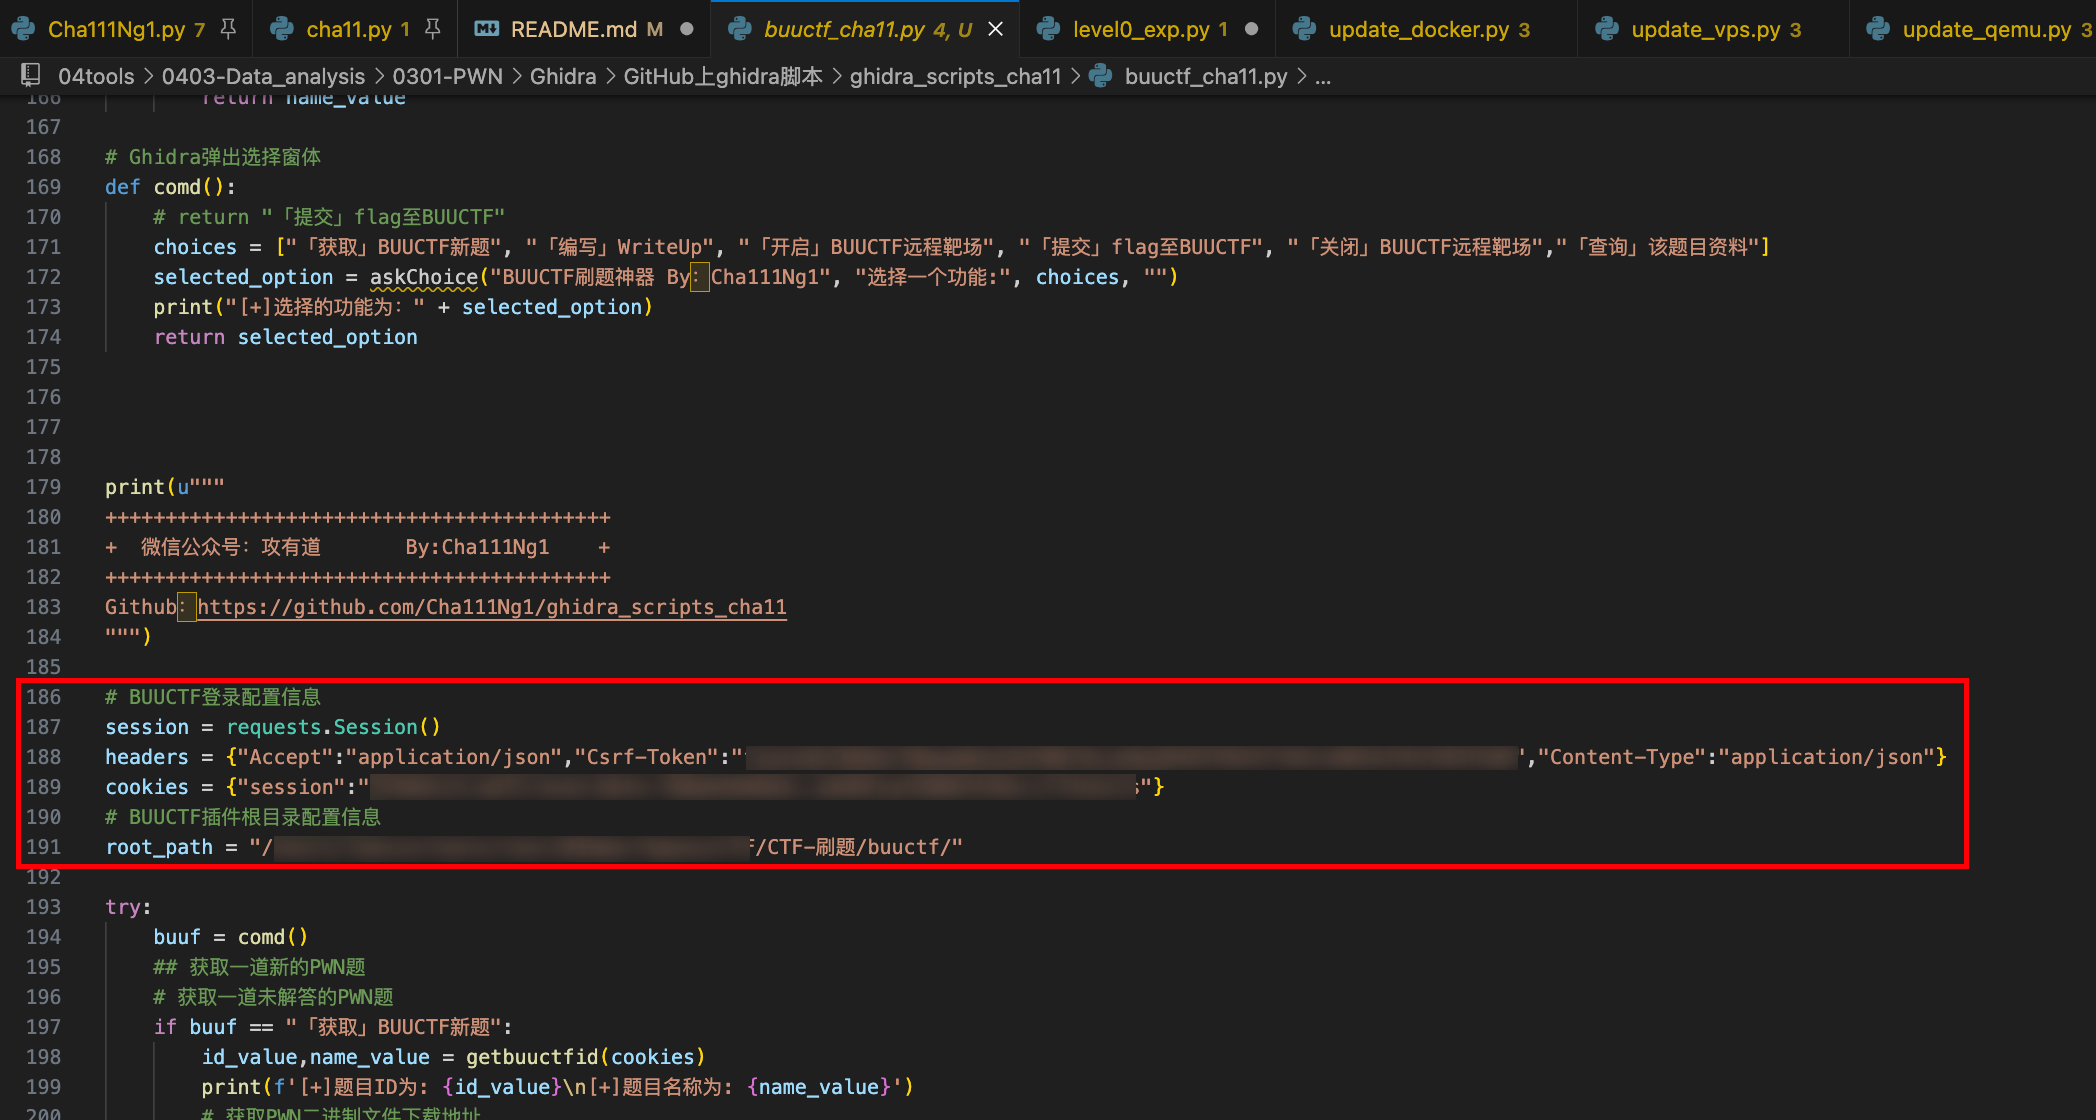 Cha111Ng1.py 7 cha11.py 1 README.md M buuctf_cha11.py 4, U level0_exp.py 1 update_docker.py 3 update_vps.py 3 update_qemu.py 3
04tools > 0403-Data_analysis > 0301-PWN > Ghidra > GitHub上ghidra脚本 > ghidra_scripts_cha11 > buuctf_cha11.py > ...
166 return name_value
167
168 # Ghidra弹出选择窗体
169 def comd():
170 # return "「提交」flag至BUUCTF"
171 choices = ["「获取」BUUCTF新题", "「编写」WriteUp", "「开启」BUUCTF远程靶场", "「提交」flag至BUUCTF", "「关闭」BUUCTF远程靶场","「查询」该题目资料"]
172 selected_option = askChoice("BUUCTF刷题神器 By：Cha111Ng1", "选择一个功能:", choices, "")
173 print("[+]选择的功能为：" + selected_option)
174 return selected_option
175
176
177
178
179 print(u"""
180 ++++++++++++++++++++++++++++++++++++++++++
181 + 微信公众号：攻有道 By:Cha111Ng1 +
182 ++++++++++++++++++++++++++++++++++++++++++
183 Github：https://github.com/Cha111Ng1/ghidra_scripts_cha11
184 """)
185
186 # BUUCTF登录配置信息
187 session = requests.Session()
188 headers = {"Accept":"application/json","Csrf-Token":" ","Content-Type":"application/json"}
189 cookies = {"session":" "}
190 # BUUCTF插件根目录配置信息
191 root_path = "/ /CTF-刷题/buuctf/"
192
193 try:
194 buuf = comd()
195 ## 获取一道新的PWN题
196 # 获取一道未解答的PWN题
197 if buuf == "「获取」BUUCTF新题":
198 id_value,name_value = getbuuctfid(cookies)
199 print(f'[+]题目ID为: {id_value}\n[+]题目名称为: {name_value}')
200 # 获取PWN二进制文件下载地址